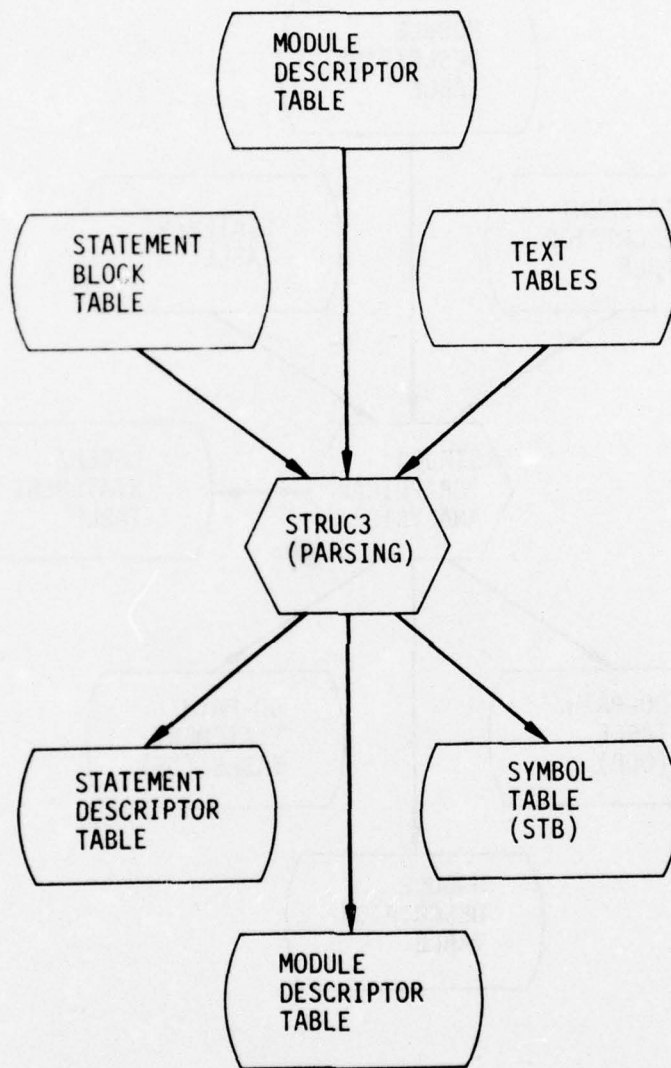 MODULE
DESCRIPTOR
TABLE
STATEMENT
BLOCK
TABLE
TEXT
TABLES
STRUC3
(PARSING)
STATEMENT
DESCRIPTOR
TABLE
SYMBOL
TABLE
(STB)
MODULE
DESCRIPTOR
TABLE